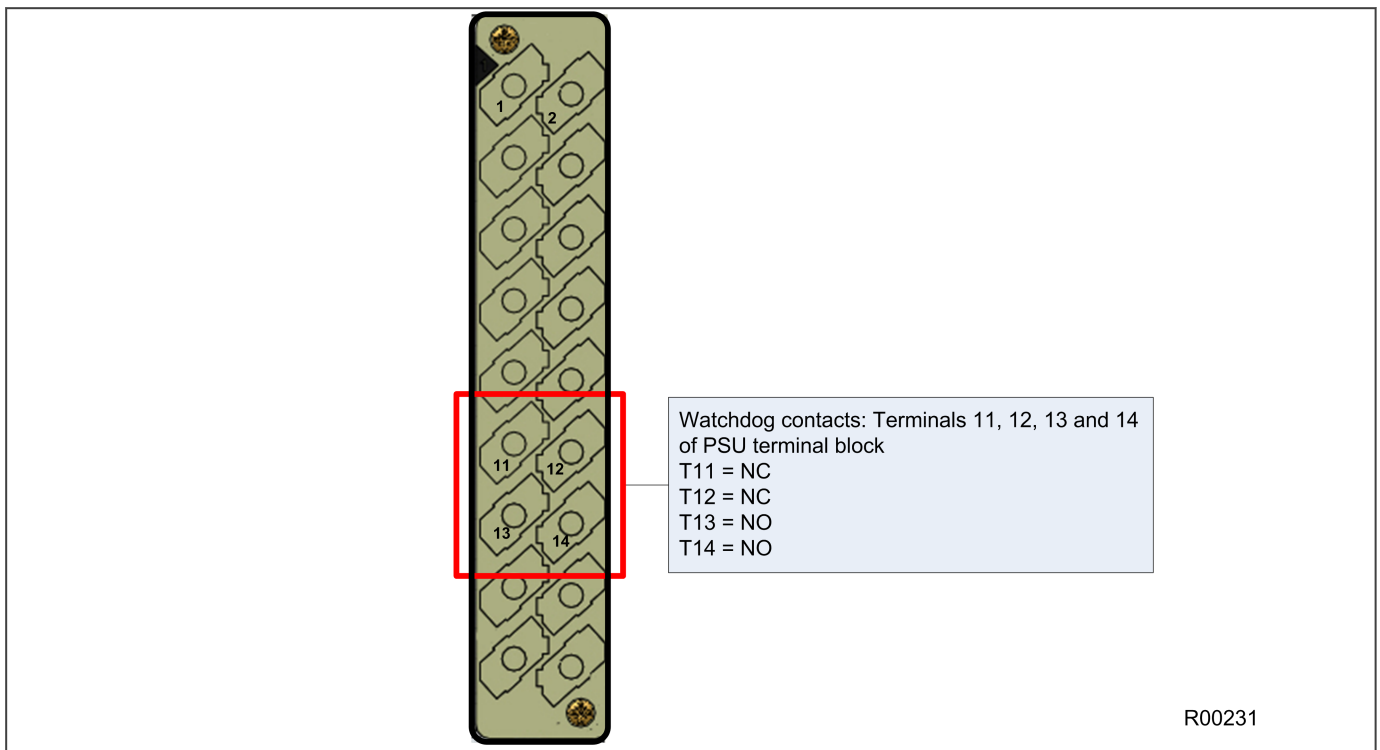 1
2
11
12
13
14
Watchdog contacts: Terminals 11, 12, 13 and 14
of PSU terminal block
T11 = NC
T12 = NC
T13 = NO
T14 = NO
R00231